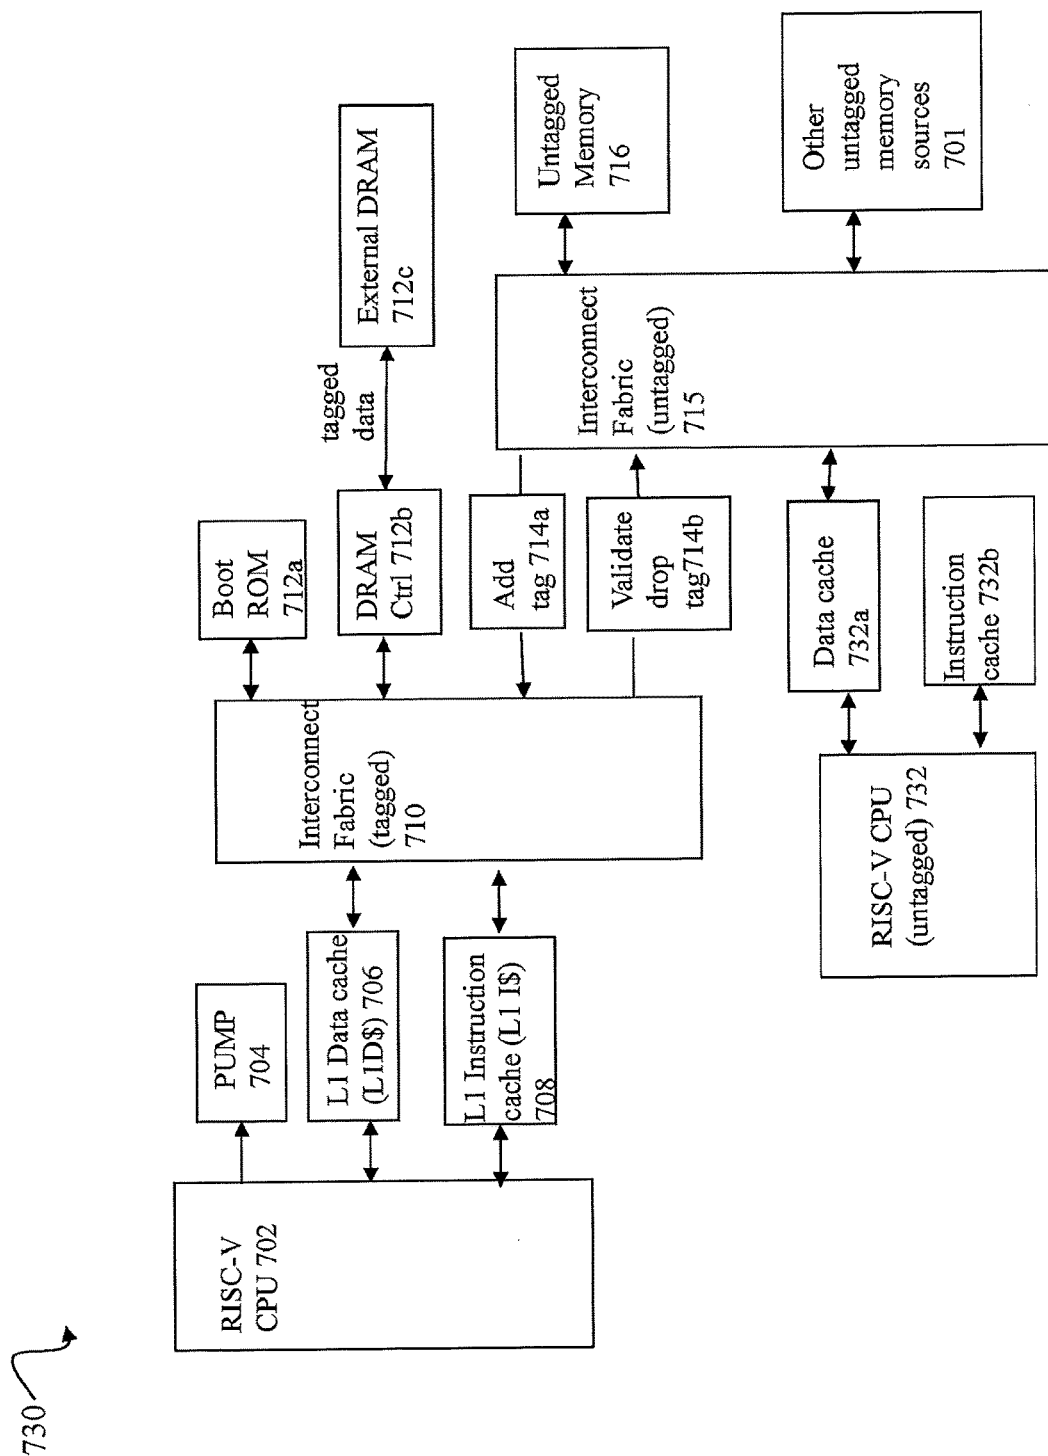 730
RISC-V
CPU 702
PUMP
704
L1 Data cache
(L1D$) 706
L1 Instruction
cache (L1 I$)
708
Interconnect
Fabric
(tagged)
710
Boot
ROM
712a
DRAM
Ctrl 712b
tagged
data
External DRAM
712c
Add
tag 714a
Validate
drop
tag714b
Interconnect
Fabric
(untagged)
715
Untagged
Memory
716
Other
untagged
memory
sources
701
RISC-V CPU
(untagged) 732
Data cache
732a
Instruction
cache 732b